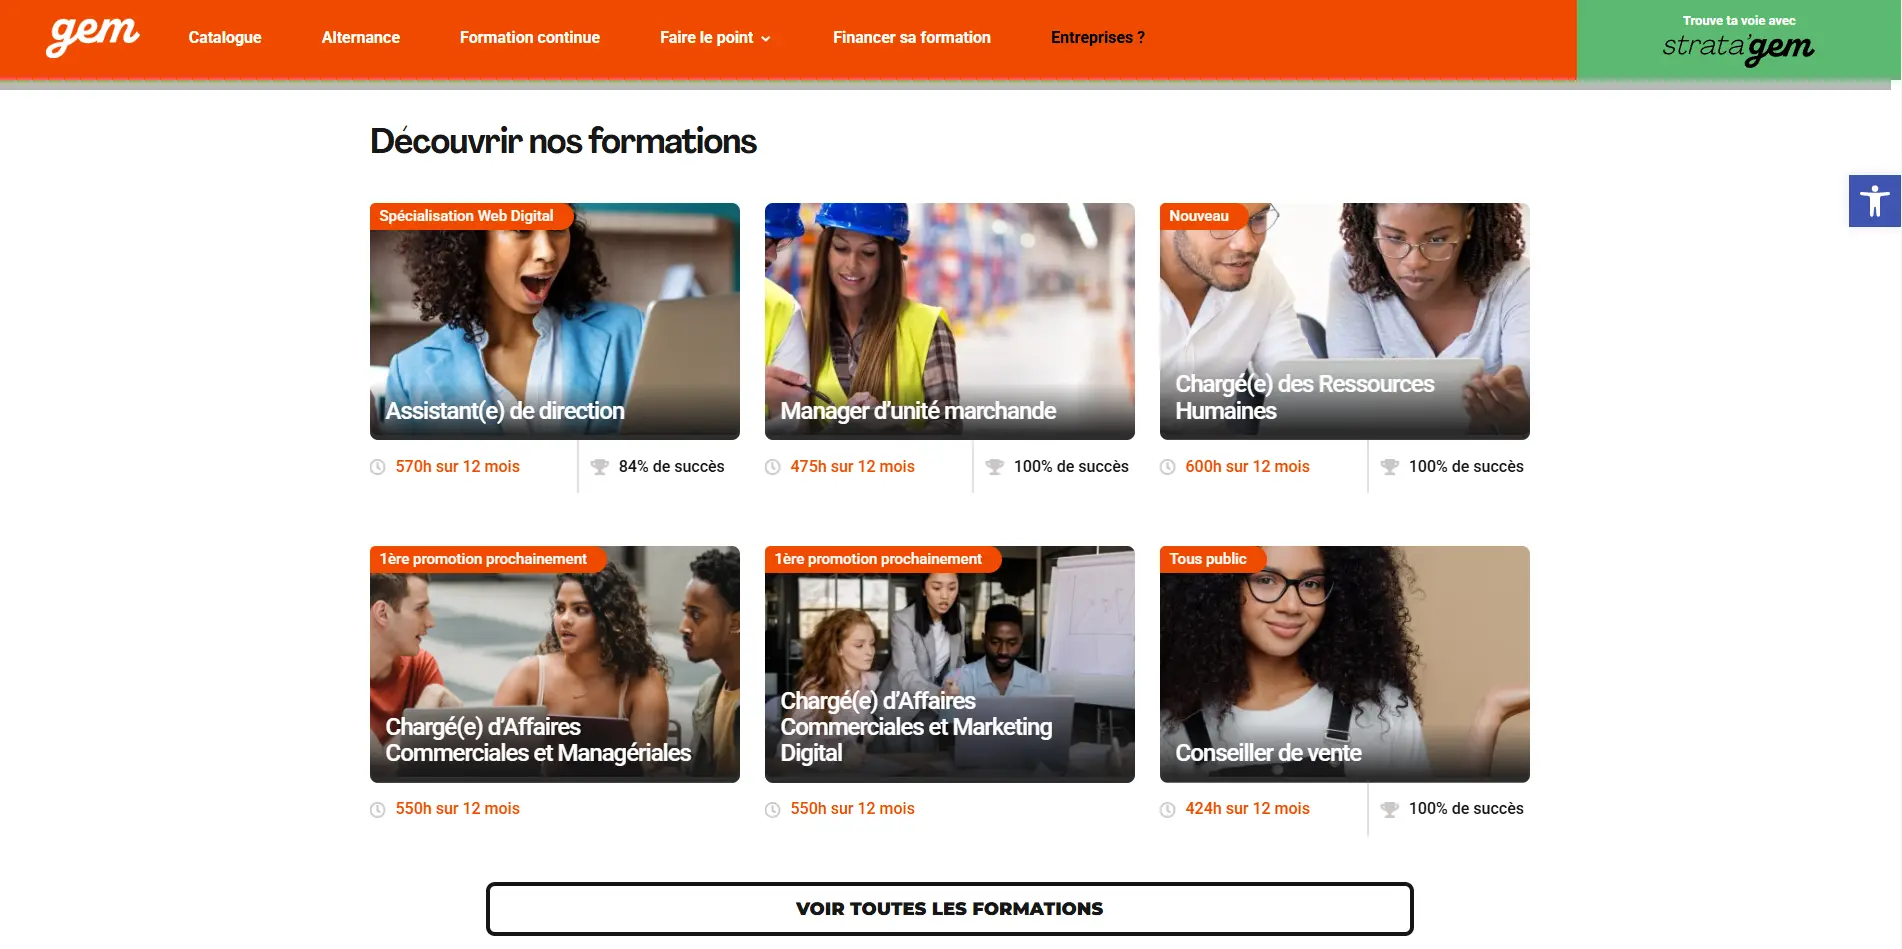 gem
Catalogue
Alternance
Formation continue
Faire le point
Financer sa formation
Entreprises ?
Trouve ta voie avec
strata'gem
Découvrir nos formations
Spécialisation Web Digital
Assistant(e) de direction
570h sur 12 mois
84% de succès
Manager d’unité marchande
475h sur 12 mois
100% de succès
Nouveau
Chargé(e) des Ressources
Humaines
600h sur 12 mois
100% de succès
1ère promotion prochainement
Chargé(e) d’Affaires
Commerciales et Managériales
550h sur 12 mois
1ère promotion prochainement
Chargé(e) d’Affaires
Commerciales et Marketing
Digital
550h sur 12 mois
Tous public
Conseiller de vente
424h sur 12 mois
100% de succès
VOIR TOUTES LES FORMATIONS